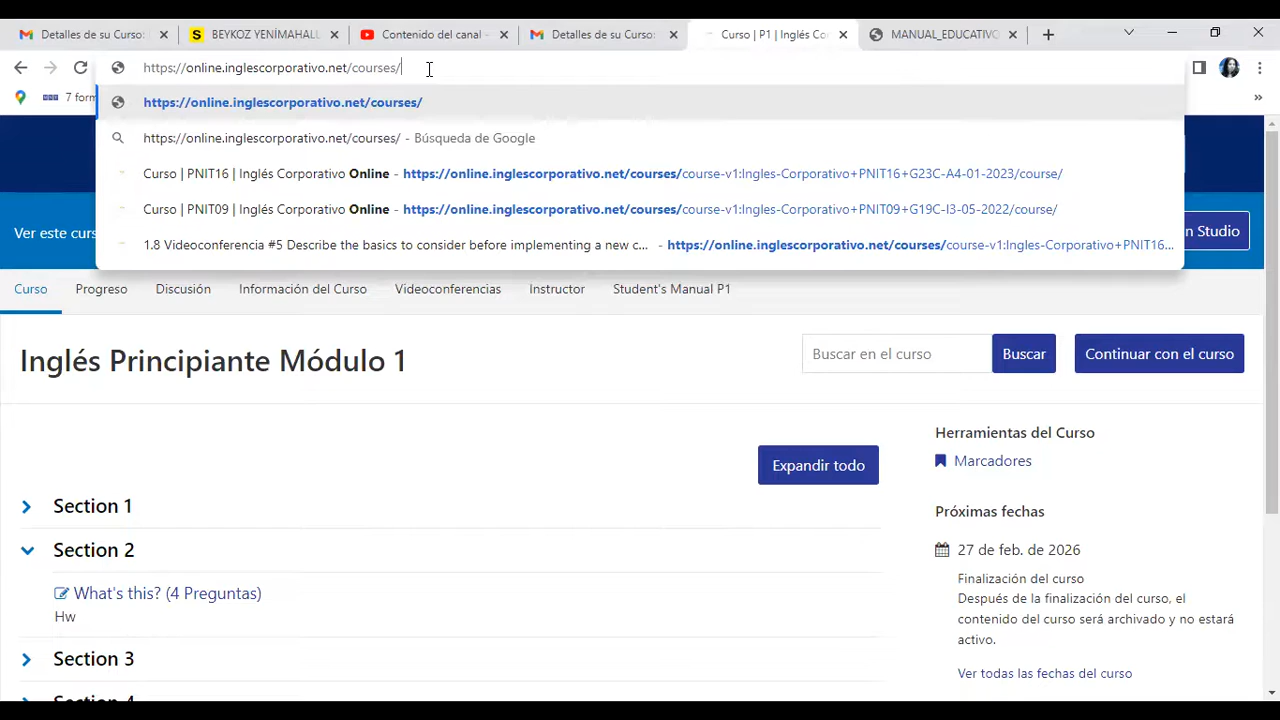 Detalles de su Curso:
BEYKOZ YENİMAHALL
Contenido del canal -
Detalles de su Curso:
Curso | P1 | Inglés Co
MANUAL_EDUCATIVO
https://online.inglescorporativo.net/courses/
7 form
https://online.inglescorporativo.net/courses/
https://online.inglescorporativo.net/courses/ - Búsqueda de Google
Curso | PNIT16 | Inglés Corporativo Online - https://online.inglescorporativo.net/courses/course-v1:Ingles-Corporativo+PNIT16+G23C-A4-01-2023/course/
Curso | PNIT09 | Inglés Corporativo Online - https://online.inglescorporativo.net/courses/course-v1:Ingles-Corporativo+PNIT09+G19C-I3-05-2022/course/
1.8 Videoconferencia #5 Describe the basics to consider before implementing a new c... - https://online.inglescorporativo.net/courses/course-v1:Ingles-Corporativo+PNIT16...
Ver este curs
n Studio
Curso Progreso Discusión Información del Curso Videoconferencias Instructor Student's Manual P1
Inglés Principiante Módulo 1
Buscar en el curso
Buscar
Continuar con el curso
Expandir todo
Section 1
Section 2
What's this? (4 Preguntas)
Hw
Section 3
Section 4
Herramientas del Curso
Marcadores
Próximas fechas
27 de feb. de 2026
Finalización del curso
Después de la finalización del curso, el
contenido del curso será archivado y no estará
activo.
Ver todas las fechas del curso